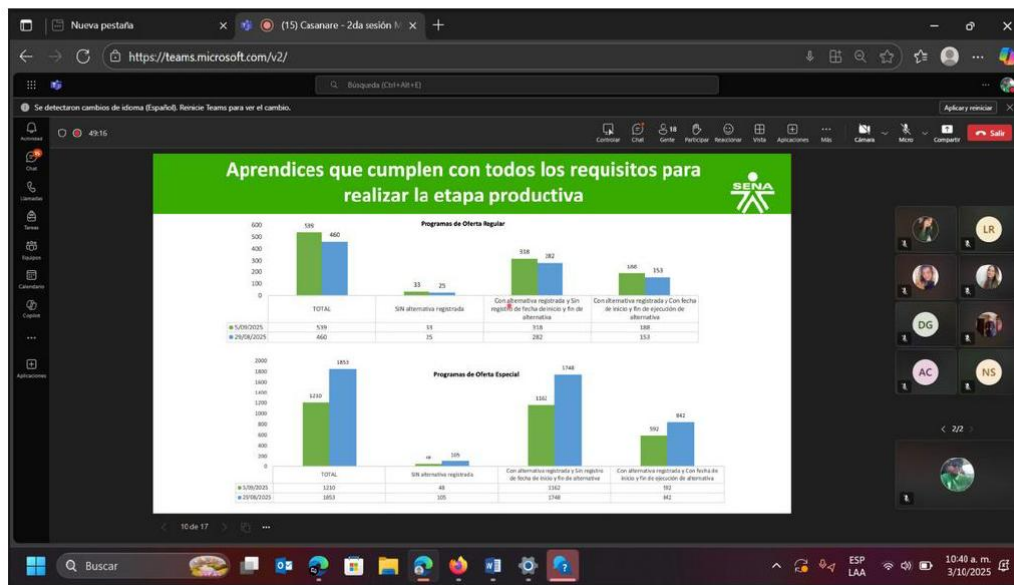 Nueva pestaña
(15) Casanare - 2da sesión
https://teams.microsoft.com/v2/
Búsqueda (Ctrl+Alt+E)
Se detectaron cambios de idioma (Español). Reinicie Teams para ver el cambio.
Aplicar y reiniciar
49:16
Controlar Chat Gente 18 Participar Reaccionar Vista Aplicaciones Más Cámara Micro Compartir Salir
Actividad
Chat
Llamadas
Tareas
Equipos
Calendario
Copilot
Aplicaciones
Aprendices que cumplen con todos los requisitos para
realizar la etapa productiva
SENA
Programas de Oferta Regular
600
500
400
300
200
100
0
539 460 33 25 318 282 188 153
TOTAL
SIN alternativa registrada
Con alternativa registrada y Sin
registro de fecha de inicio y fin de
alternativa
Con alternativa registrada y Con fecha
de inicio y fin de ejecución de
alternativa
5/09/2025 539 33 318 188
29/08/2025 460 25 282 153
Programas de Oferta Especial
2000
1800
1600
1400
1200
1000
800
600
400
200
0
1210 1853 105 1748 592 842
TOTAL
SIN alternativa registrada
Con alternativa registrada y Sin registro
de fecha de inicio y fin de alternativa
Con alternativa registrada y Con fecha de
inicio y fin de ejecución de alternativa
5/09/2025 1210 48 1162 592
29/08/2025 1853 105 1748 842
LR
DG
AC
NS
2/2
10 de 17
Buscar
ESP
LAA
10:40 a. m.
3/10/2025